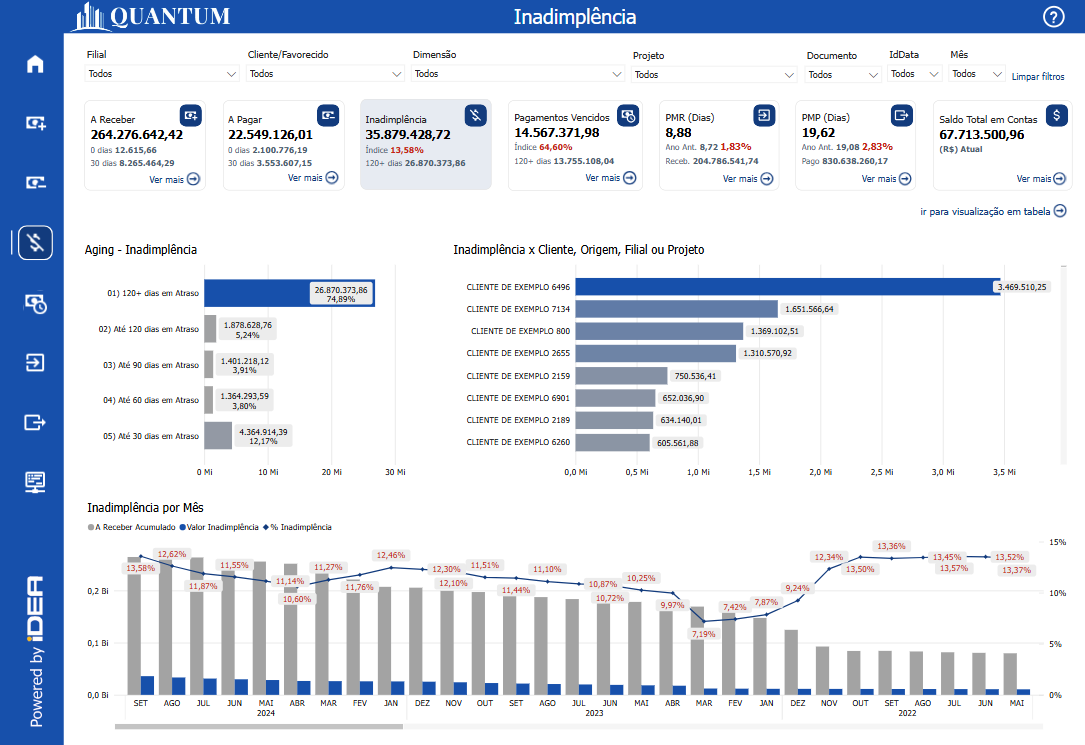 QUANTUM
Inadimplência
?
Filial
Todos
Cliente/Favorecido
Todos
Dimensão
Todos
Projeto
Todos
Documento
Todos
IdData
Todos
Mês
Todos
Limpar filtros
A Receber
264.276.642,42
0 dias 12.615,66
30 dias 8.265.464,29
Ver mais
A Pagar
22.549.126,01
0 dias 2.100.776,19
30 dias 3.553.607,15
Ver mais
Inadimplência
35.879.428,72
Índice 13,58%
120+ dias 26.870.373,86
Pagamentos Vencidos
14.567.371,98
Índice 64,60%
120+ dias 13.755.108,04
Ver mais
PMR (Dias)
8,88
Ano Ant. 8,72 1,83%
Receb. 204.786.541,74
Ver mais
PMP (Dias)
19,62
Ano Ant. 19,08 2,83%
Pago 830.638.260,17
Ver mais
Saldo Total em Contas
67.713.500,96
(R$) Atual
Ver mais
ir para visualização em tabela
Aging - Inadimplência
01) 120+ dias em Atraso
26.870.373,86
74,89%
02) Até 120 dias em Atraso
1.878.628,76
5,24%
03) Até 90 dias em Atraso
1.401.218,12
3,91%
04) Até 60 dias em Atraso
1.364.293,59
3,80%
05) Até 30 dias em Atraso
4.364.914,39
12,17%
0 Mi 10 Mi 20 Mi 30 Mi
Inadimplência x Cliente, Origem, Filial ou Projeto
CLIENTE DE EXEMPLO 6496 3.469.510,25
CLIENTE DE EXEMPLO 7134 1.651.566,64
CLIENTE DE EXEMPLO 800 1.369.102,51
CLIENTE DE EXEMPLO 2655 1.310.570,92
CLIENTE DE EXEMPLO 2159 750.536,41
CLIENTE DE EXEMPLO 6901 652.036,90
CLIENTE DE EXEMPLO 2189 634.140,01
CLIENTE DE EXEMPLO 6260 605.561,88
0,0 Mi 0,5 Mi 1,0 Mi 1,5 Mi 2,0 Mi 2,5 Mi 3,0 Mi 3,5 Mi
Inadimplência por Mês
A Receber Acumulado Valor Inadimplência % Inadimplência
0,2 Bi
0,1 Bi
0,0 Bi
13,58% 12,62% 11,87% 11,55% 11,14% 10,60% 11,27% 11,76% 12,46% 12,30% 12,10% 11,51% 11,44% 11,10% 10,87% 10,72% 10,25% 9,97% 7,19% 7,42% 7,87% 9,24% 12,34% 13,50% 13,36% 13,45% 13,57% 13,52% 13,37%
15%
10%
5%
0%
SET AGO JUL JUN MAI ABR MAR FEV JAN DEZ NOV OUT SET AGO JUL JUN MAI ABR MAR FEV JAN DEZ NOV OUT SET AGO JUL JUN MAI
2024 2023 2022
Powered by iDEA